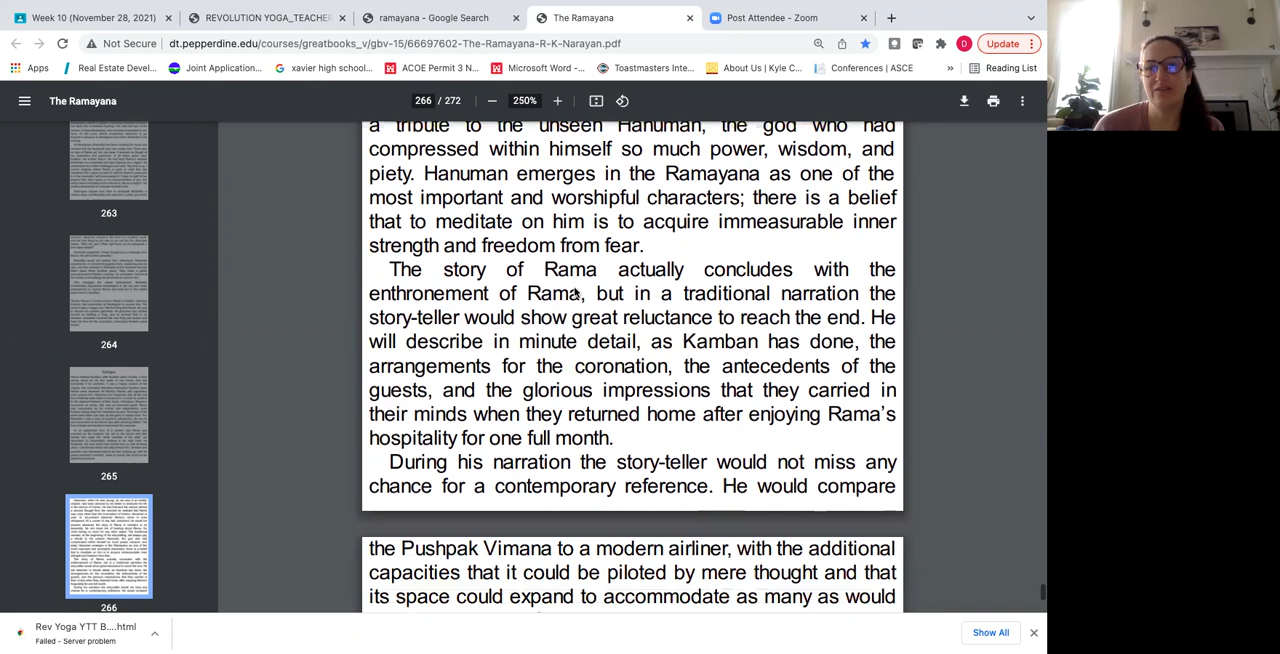 Week 10 (November 28, 2021)
REVOLUTION YOGA_TEACHER
ramayana - Google Search
The Ramayana
Post Attendee - Zoom
Not Secure
dt.pepperdine.edu/courses/greatbooks_v/gbv-15/66697602-The-Ramayana-R-K-Narayan.pdf
D
Update
Apps
Real Estate Devel...
Joint Application...
xavier high school...
ACOE Permit 3.1...
Microsoft Word -...
Toastmasters Inte...
About Us | Kyle C...
Conferences | ASCE
»
Reading List
The Ramayana
266 / 272
250%
263
264
265
266
a tribute to the unseen Hanuman, the god who had
compressed within himself so much power, wisdom, and
piety. Hanuman emerges in the Ramayana as one of the
most important and worshipful characters; there is a belief
that to meditate on him is to acquire immeasurable inner
strength and freedom from fear.
The story of Rama actually concludes with the
enthronement of Rama, but in a traditional narration the
story-teller would show great reluctance to reach the end. He
will describe in minute detail, as Kamban has done, the
arrangements for the coronation, the antecedents of the
guests, and the glorious impressions that they carried in
their minds when they returned home after enjoying Rama's
hospitality for one full month.
During his narration the story-teller would not miss any
chance for a contemporary reference. He would compare
the Pushpak Vimana to a modern airliner, with the additional
capacities that it could be piloted by mere thought and that
its space could expand to accommodate as many as would
Rev Yoga YTT B....html
Failed - Server problem
Show All